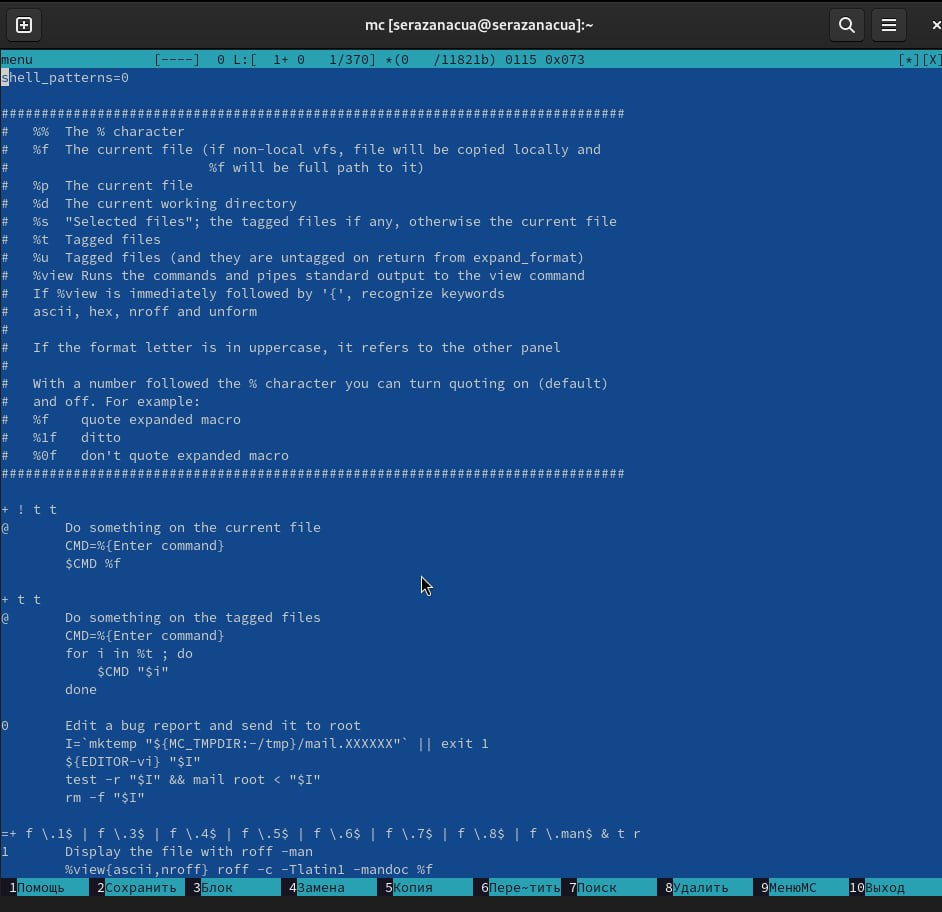 mc [serazanacua@serazanacua]:~
menu [----] 0 L:[ 1+ 0 1/370] *(0 /11821b) 0115 0x073 [*][X]
shell_patterns=0
##############################################################################
# %% The % character
# %f The current file (if non-local vfs, file will be copied locally and
# %f will be full path to it)
# %p The current file
# %d The current working directory
# %s "Selected files"; the tagged files if any, otherwise the current file
# %t Tagged files
# %u Tagged files (and they are untagged on return from expand_format)
# %view Runs the commands and pipes standard output to the view command
# If %view is immediately followed by '{', recognize keywords
# ascii, hex, nroff and unform
#
# If the format letter is in uppercase, it refers to the other panel
#
# With a number followed the % character you can turn quoting on (default)
# and off. For example:
# %f quote expanded macro
# %1f ditto
# %0f don't quote expanded macro
##############################################################################
+ ! t t
@ Do something on the current file
CMD=%{Enter command}
$CMD %f
+ t t
@ Do something on the tagged files
CMD=%{Enter command}
for i in %t ; do
$CMD "$i"
done
0 Edit a bug report and send it to root
I=`mktemp "${MC_TMPDIR:-/tmp}/mail.XXXXXX"` || exit 1
${EDITOR-vi} "$I"
test -r "$I" && mail root < "$I"
rm -f "$I"
=+ f \.1$ | f \.3$ | f \.4$ | f \.5$ | f \.6$ | f \.7$ | f \.8$ | f \.man$ & t r
1 Display the file with roff -man
%view{ascii,nroff} roff -c -Tlatin1 -mandoc %f
1Помощь 2Сохранить 3Блок 4Замена 5Копия 6Пере~тить 7Поиск 8Удалить 9МенюМС 10Выход